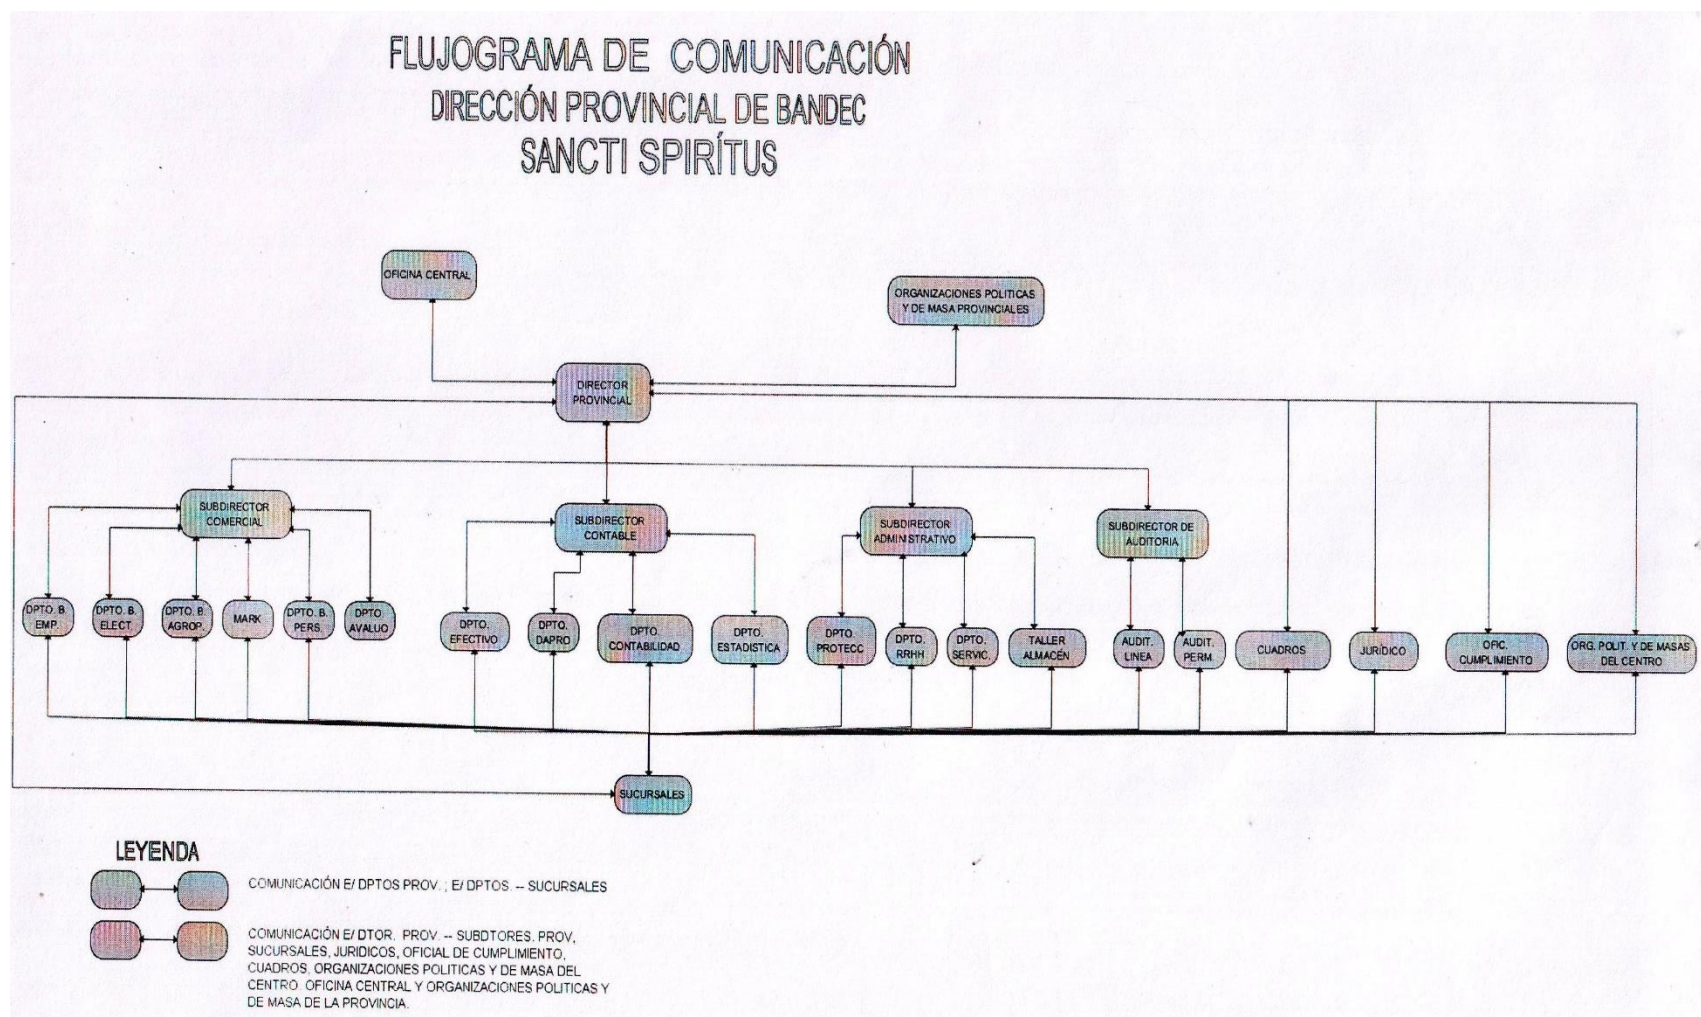 FLUJOGRAMA DE COMUNICACIÓN
DIRECCIÓN PROVINCIAL DE BANDEC
SANCTI SPIRÍTUS
OFICINA CENTRAL
ORGANIZACIONES POLITICAS
Y DE MASA PROVINCIALES
DIRECTOR
PROVINCIAL
SUBDIRECTOR
COMERCIAL
SUBDIRECTOR
CONTABLE
SUBDIRECTOR
ADMINISTRATIVO
SUBDIRECTOR DE
AUDITORIA
DPTO. B.
EMP.
DPTO. B.
ELECT.
DPTO. B.
AGROP.
MARK
DPTO. B.
PERS.
DPTO
AVALUO
DPTO.
EFECTIVO
DPTO.
DAPRO
DPTO.
CONTABILIDAD
DPTO.
ESTADISTICA
DPTO.
PROTECC
DPTO.
RRHH
DPTO.
SERVIC.
TALLER
ALMACÉN
AUDIT.
LINEA
AUDIT.
PERM
CUADROS
JURÍDICO
OFIC.
CUMPLIMIENTO
ORG. POLIT. Y DE MASAS
DEL CENTRO
SUCURSALES
LEYENDA
COMUNICACIÓN E/ DPTOS PROV. ; E/ DPTOS. -- SUCURSALES
COMUNICACIÓN E/ DTOR. PROV. -- SUBDTORES. PROV,
SUCURSALES, JURIDICOS, OFICIAL DE CUMPLIMIENTO,
CUADROS, ORGANIZACIONES POLITICAS Y DE MASA DEL
CENTRO. OFICINA CENTRAL Y ORGANIZACIONES POLITICAS Y
DE MASA DE LA PROVINCIA.